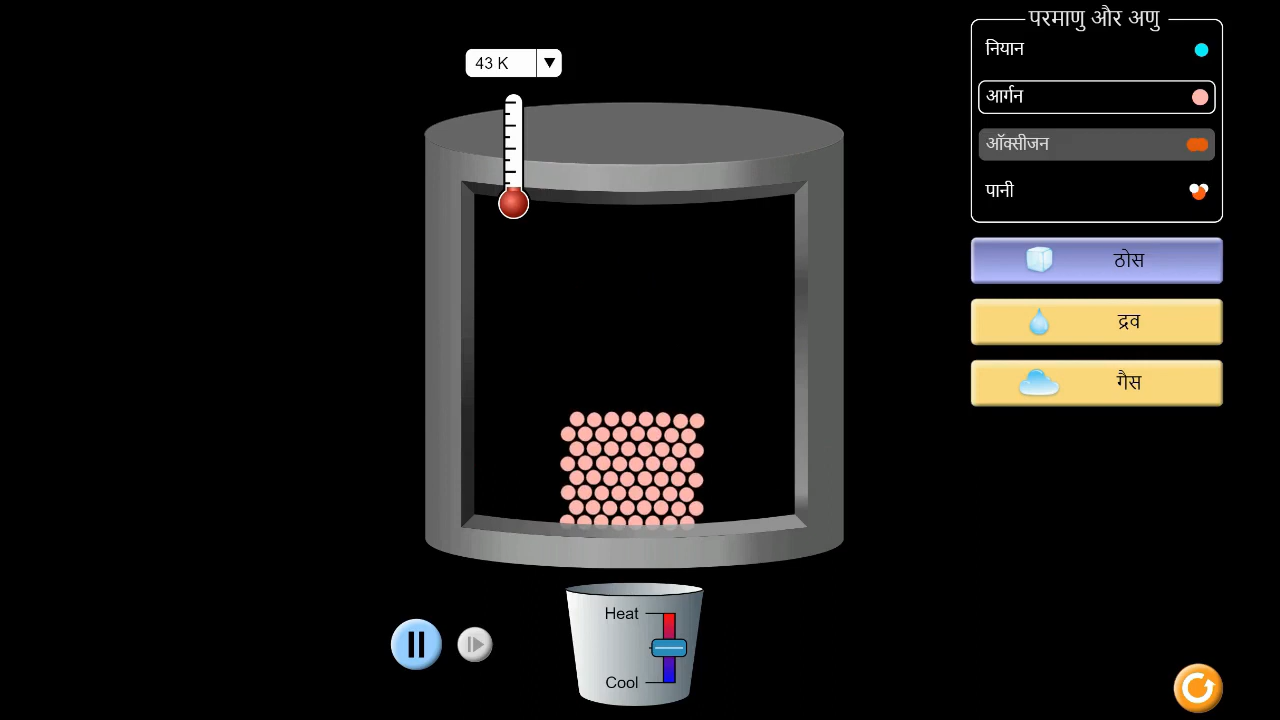 परमाणु और अणु
43 K
नियान
आर्गन
ऑक्सीजन
पानी
ठोस
द्रव
गैस
Heat
Cool